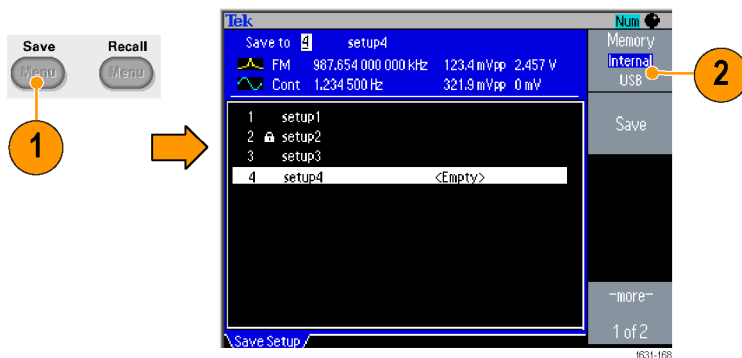 Save Recall
Menu Menu
1
Tek
Save to 4 setup4
FM 987.654 000 000 kHz 123.4 mVpp 2.457 V
Cont 1.234 500 Hz 321.9 mVpp 0 mV
1 setup1
2 setup2
3 setup3
4 setup4 <Empty>
Save Setup
Num
Memory
Internal
USB
2
Save
-more-
1 of 2
1631-168